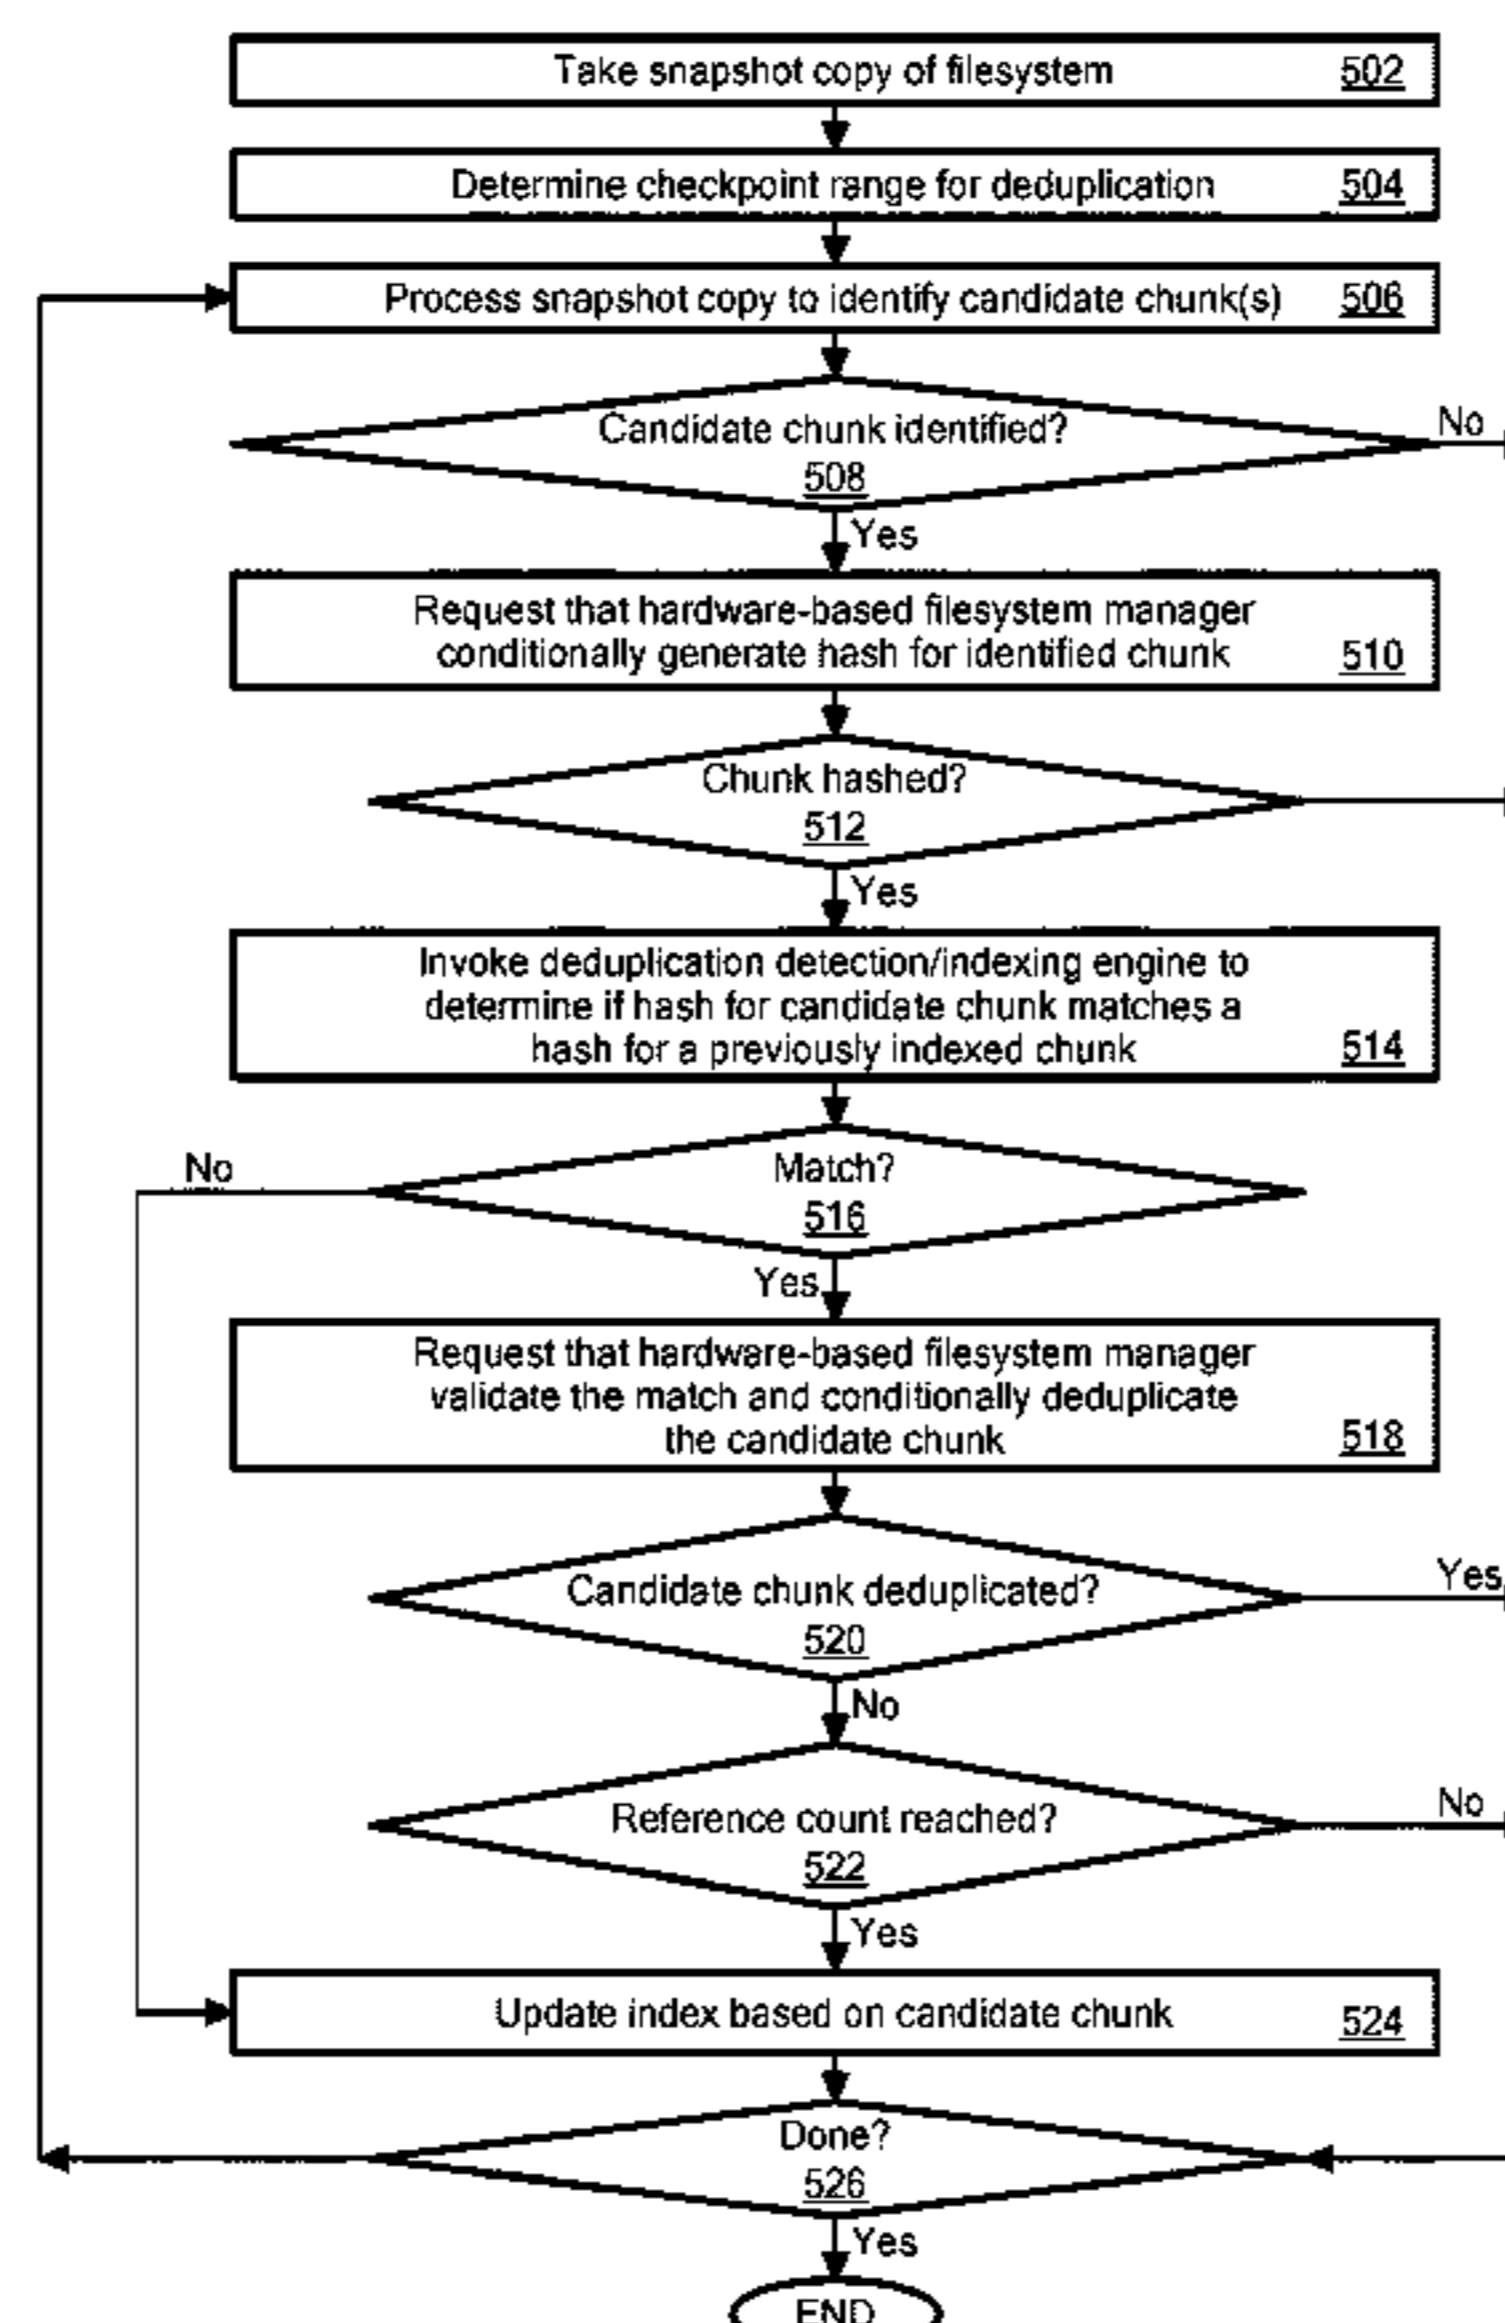 Take snapshot copy of filesystem 502
Determine checkpoint range for deduplication 504
Process snapshot copy to identify candidate chunk(s) 506
Candidate chunk identified?
No
508
Yes
Request that hardware-based filesystem manager
conditionally generate hash for identified chunk 510
Chunk hashed?
512
Yes
Invoke deduplication detection/indexing engine to
determine if hash for candidate chunk matches a
hash for a previously indexed chunk 514
No
Match?
516
Yes
Request that hardware-based filesystem manager
validate the match and conditionally deduplicate
the candidate chunk 518
Candidate chunk deduplicated?
Yes
520
No
Reference count reached?
No
522
Yes
Update index based on candidate chunk 524
Done?
526
Yes
END